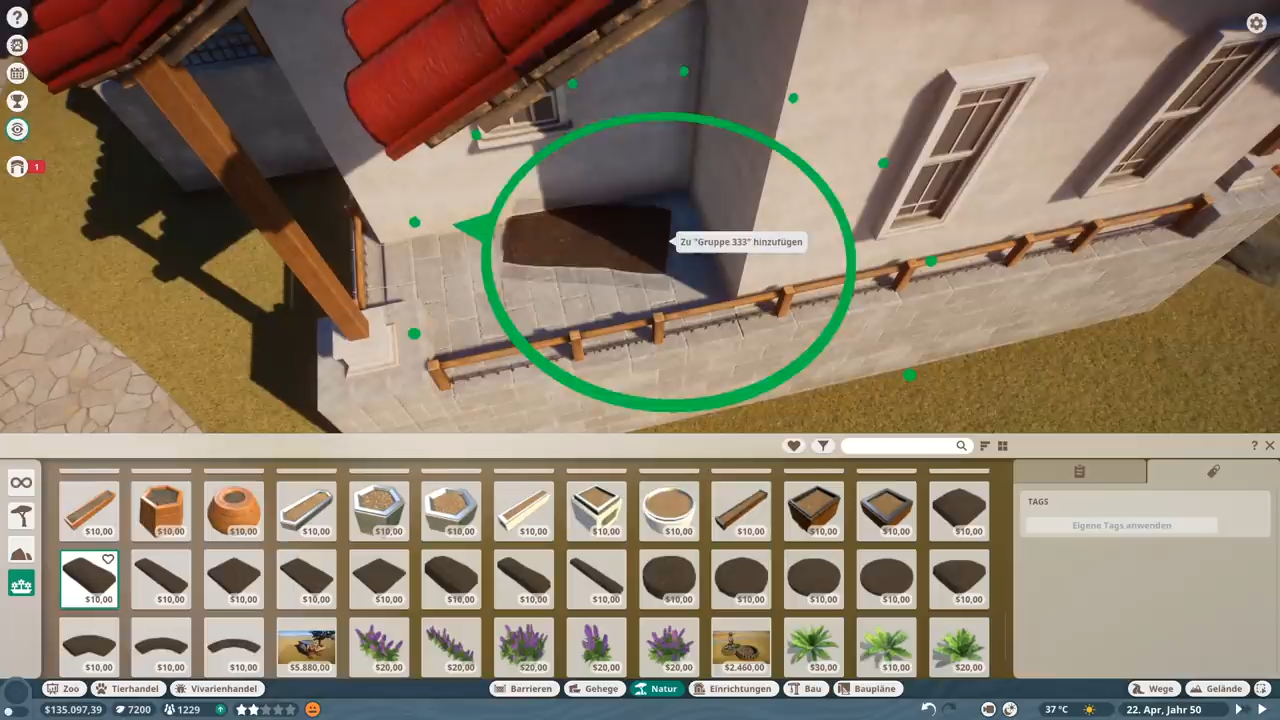 ?
1
Zu "Gruppe 333" hinzufügen
?
$10,00 $10,00 $10,00 $10,00 $10,00 $10,00 $10,00 $10,00 $10,00 $10,00 $10,00 $10,00 $10,00
$10,00 $10,00 $10,00 $10,00 $10,00 $10,00 $10,00 $10,00 $10,00 $10,00 $10,00 $10,00 $10,00
$10,00 $10,00 $10,00 $5.880,00 $20,00 $20,00 $20,00 $20,00 $20,00 $2.460,00 $30,00 $10,00 $20,00
TAGS
Eigene Tags anwenden
Zoo Tierhandel Vivarienhandel Barrieren Gehege Natur Einrichtungen Bau Baupläne Wege Gelände
$135.097,39 7200 1229 37 °C 22. Apr, Jahr 50